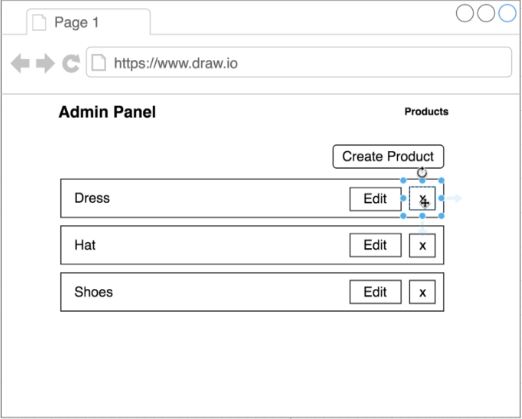 Page 1
https://www.draw.io
Admin Panel
Products
Create Product
Dress
Edit
x
Hat
Edit
x
Shoes
Edit
x